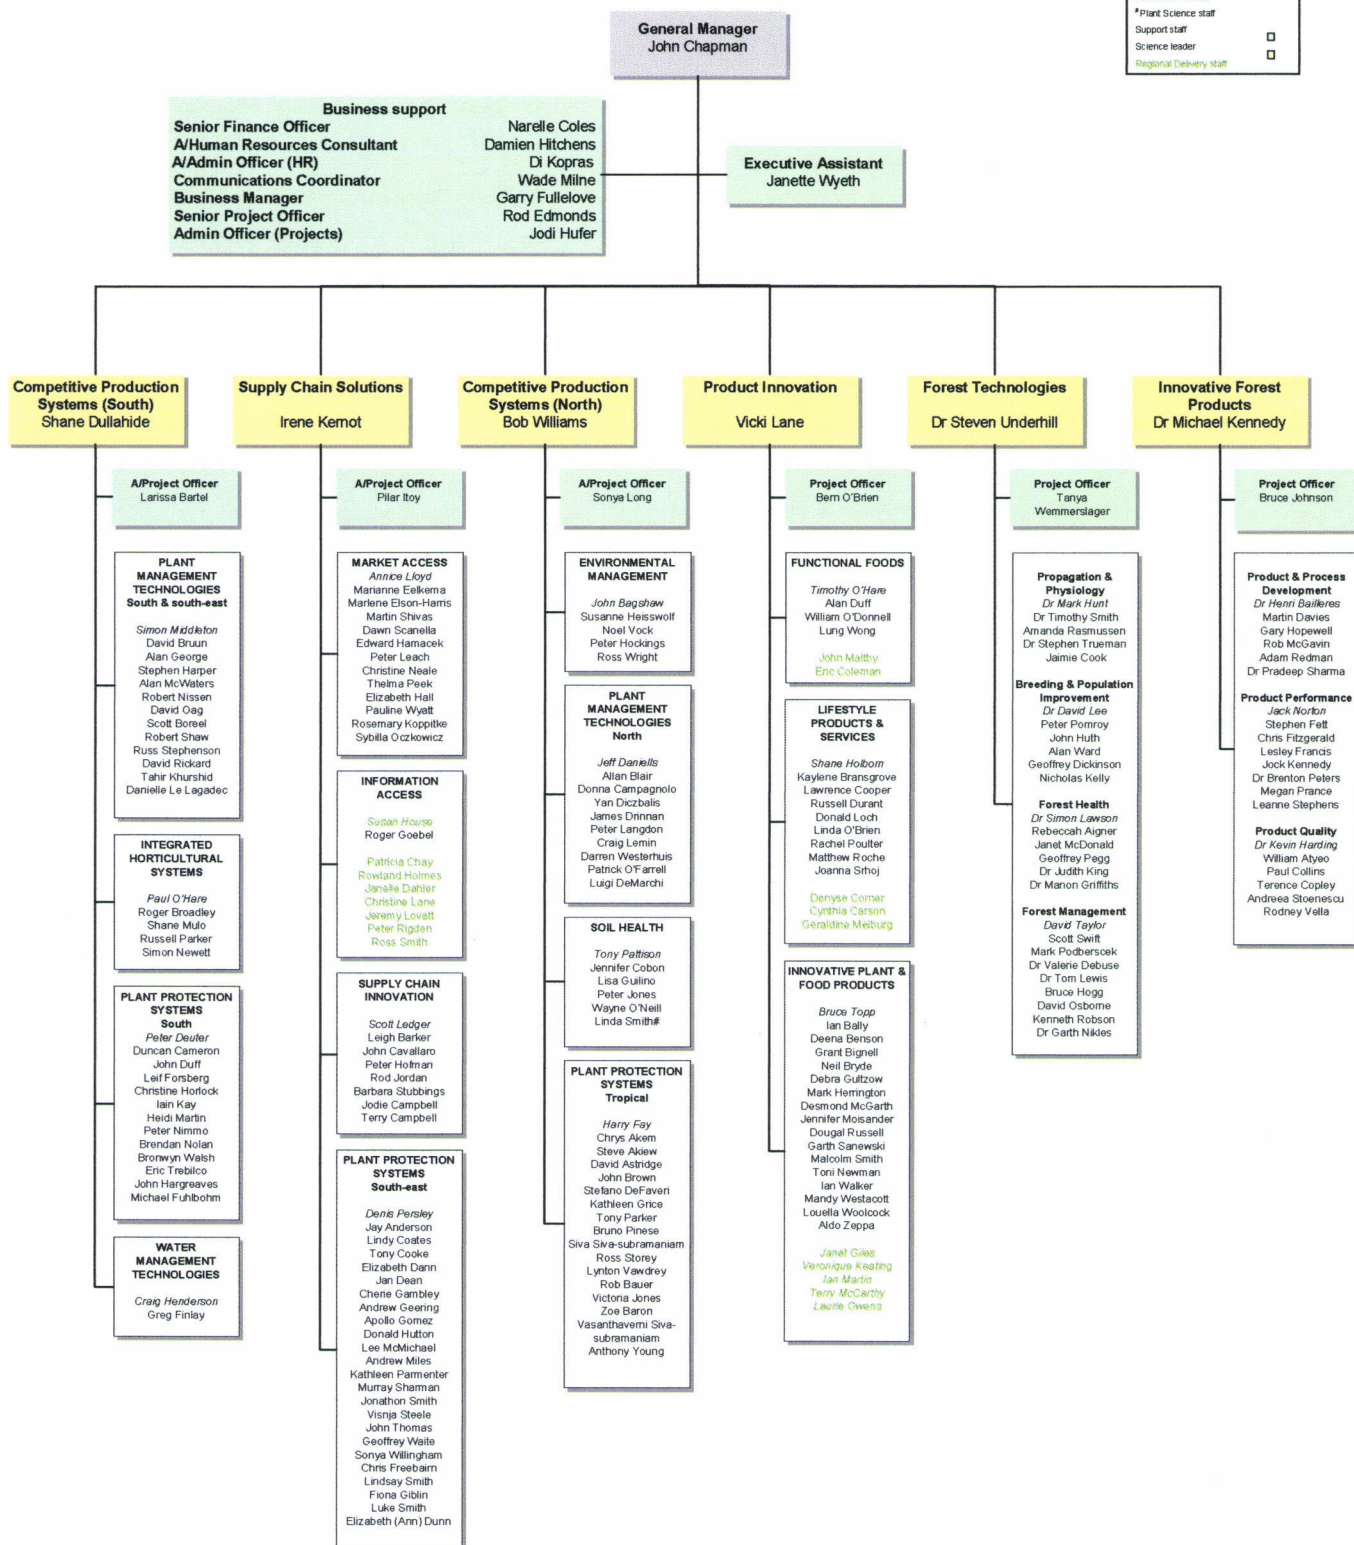 #Plant Science staff
Support staff
Science leader
Regional Delivery staff
General Manager
John Chapman
Business support
Senior Finance Officer Narelle Coles
A/Human Resources Consultant Damien Hitchens
A/Admin Officer (HR) Di Kopras
Communications Coordinator Wade Milne
Business Manager Garry Fullelove
Senior Project Officer Rod Edmonds
Admin Officer (Projects) Jodi Hufer
Executive Assistant
Janette Wyeth
Competitive Production
Systems (South)
Shane Dullahide
A/Project Officer
Larissa Bartel
PLANT
MANAGEMENT
TECHNOLOGIES
South & south-east
Simon Middleton
David Bruun
Alan George
Stephen Harper
Alan McWaters
Robert Nissen
David Oag
Scott Boreel
Robert Shaw
Russ Stephenson
David Rickard
Tahir Khurshid
Danielle Le Lagadec
INTEGRATED
HORTICULTURAL
SYSTEMS
Paul O'Hare
Roger Broadley
Shane Mulo
Russell Parker
Simon Newett
PLANT PROTECTION
SYSTEMS
South
Peter Deuter
Duncan Cameron
John Duff
Leif Forsberg
Christine Horlock
Iain Kay
Heidi Martin
Peter Nimmo
Brendan Nolan
Bronwyn Walsh
Eric Trebilco
John Hargreaves
Michael Fuhlbohm
WATER
MANAGEMENT
TECHNOLOGIES
Craig Henderson
Greg Finlay
Supply Chain Solutions
Irene Kernot
A/Project Officer
Pilar Itoy
MARKET ACCESS
Annice Lloyd
Marianne Eelkema
Marlene Elson-Harris
Martin Shivas
Dawn Scanella
Edward Hamacek
Peter Leach
Christine Neale
Thelma Peek
Elizabeth Hall
Pauline Wyatt
Rosemary Koppitke
Sybilla Oczkowicz
INFORMATION
ACCESS
Susan House
Roger Goebel
Patricia Chay
Rowland Holmes
Janelle Dahler
Christine Lane
Jeremy Lovatt
Peter Rigden
Ross Smith
SUPPLY CHAIN
INNOVATION
Scott Ledger
Leigh Barker
John Cavallaro
Peter Hofman
Rod Jordan
Barbara Stubbings
Jodie Campbell
Terry Campbell
PLANT PROTECTION
SYSTEMS
South-east
Denis Persley
Jay Anderson
Lindy Coates
Tony Cooke
Elizabeth Dann
Jan Dean
Cherie Gambley
Andrew Geering
Apollo Gomez
Donald Hutton
Lee McMichael
Andrew Miles
Kathleen Parmenter
Murray Sharman
Jonathon Smith
Visnja Steele
John Thomas
Geoffrey Waite
Sonya Willingham
Chris Freebairn
Lindsay Smith
Fiona Giblin
Luke Smith
Elizabeth (Ann) Dunn
Competitive Production
Systems (North)
Bob Williams
A/Project Officer
Sonya Long
ENVIRONMENTAL
MANAGEMENT
John Bagshaw
Susanne Heisswolf
Noel Vock
Peter Hockings
Ross Wright
PLANT
MANAGEMENT
TECHNOLOGIES
North
Jeff Daniells
Allan Blair
Donna Campagnolo
Yan Diczbalis
James Drinnan
Peter Langdon
Craig Lemin
Darren Westerhuis
Patrick O'Farrell
Luigi DeMarchi
SOIL HEALTH
Tony Pattison
Jennifer Cobon
Lisa Guilino
Peter Jones
Wayne O'Neill
Linda Smith#
PLANT PROTECTION
SYSTEMS
Tropical
Harry Fay
Chrys Akem
Steve Akiew
David Astridge
John Brown
Stefano DeFaveri
Kathleen Grice
Tony Parker
Bruno Pinese
Siva Siva-subramaniam
Ross Storey
Lynton Vawdrey
Rob Bauer
Victoria Jones
Zoe Baron
Vasanthaverni Siva-
subramaniam
Anthony Young
Product Innovation
Vicki Lane
Project Officer
Bern O'Brien
FUNCTIONAL FOODS
Timothy O'Hare
Alan Duff
William O'Donnell
Lung Wong
John Maltby
Eric Coleman
LIFESTYLE
PRODUCTS &
SERVICES
Shane Holborn
Kaylene Bransgrove
Lawrence Cooper
Russell Durant
Donald Loch
Linda O'Brien
Rachel Poulter
Matthew Roche
Joanna Srhoj
Denyse Corner
Cynthia Carson
Geraldine Meiburg
INNOVATIVE PLANT &
FOOD PRODUCTS
Bruce Topp
Ian Bally
Deena Benson
Grant Bignell
Neil Bryde
Debra Gultzow
Mark Herrington
Desmond McGarth
Jennifer Moisander
Dougal Russell
Garth Sanewski
Malcolm Smith
Toni Newman
Ian Walker
Mandy Westacott
Louella Woolcock
Aldo Zeppa
Janet Giles
Veronique Keating
Ian Martin
Terry McCarthy
Laurie Owens
Forest Technologies
Dr Steven Underhill
Project Officer
Tanya
Wemmerslager
Propagation &
Physiology
Dr Mark Hunt
Dr Timothy Smith
Amanda Rasmussen
Dr Stephen Trueman
Jaimie Cook
Breeding & Population
Improvement
Dr David Lee
Peter Pomroy
John Huth
Alan Ward
Geoffrey Dickinson
Nicholas Kelly
Forest Health
Dr Simon Lawson
Rebeccah Aigner
Janet McDonald
Geoffrey Pegg
Dr Judith King
Dr Manon Griffiths
Forest Management
David Taylor
Scott Swift
Mark Podberscek
Dr Valerie Debuse
Dr Tom Lewis
Bruce Hogg
David Osborne
Kenneth Robson
Dr Garth Nikles
Innovative Forest
Products
Dr Michael Kennedy
Project Officer
Bruce Johnson
Product & Process
Development
Dr Henri Bailleres
Martin Davies
Gary Hopewell
Rob McGavin
Adam Redman
Dr Pradeep Sharma
Product Performance
Jack Norton
Stephen Fett
Chris Fitzgerald
Lesley Francis
Jock Kennedy
Dr Brenton Peters
Megan Prance
Leanne Stephens
Product Quality
Dr Kevin Harding
William Atyeo
Paul Collins
Terence Copley
Andreea Stoenescu
Rodney Vella